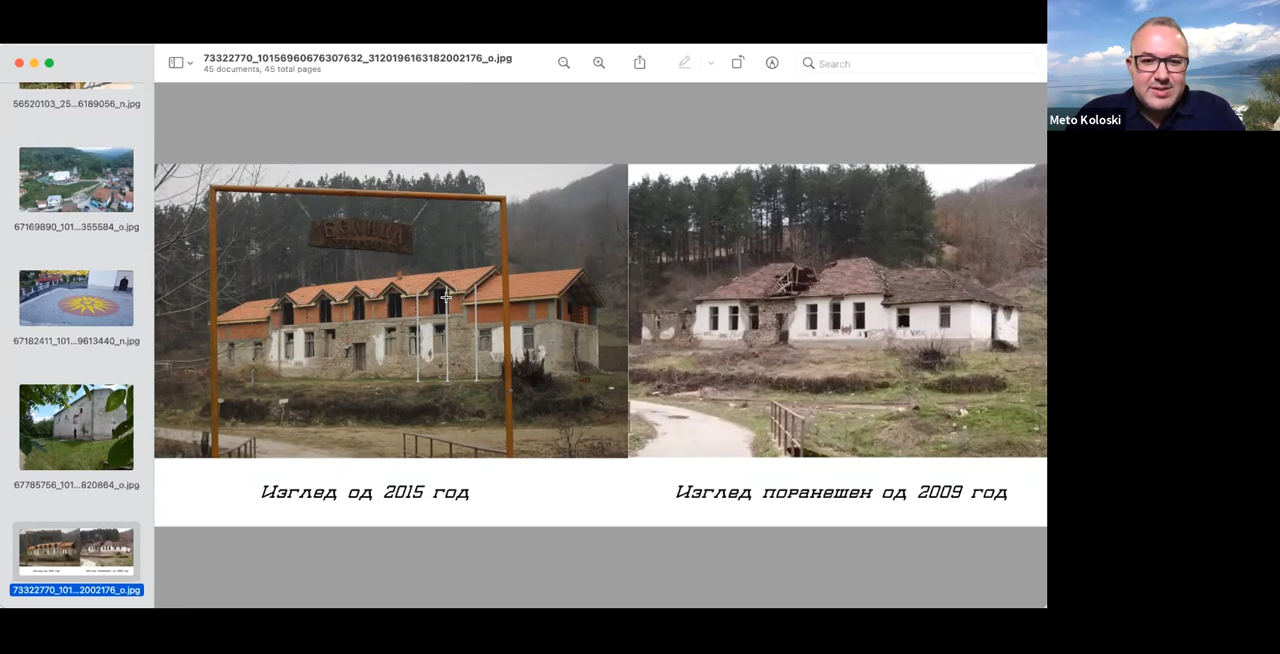 73322770_10156960676307632_3120196163182002176_o.jpg
45 documents, 45 total pages
Search
Meto Koloski
56520103_25...6189056_n.jpg
67169890_101...355584_o.jpg
67182411_101...9613440_n.jpg
67785756_101...820864_o.jpg
73322770_101...2002176_o.jpg
БЕЛИЦА
Изглед од 2015 год
Изглед поранешен од 2009 год